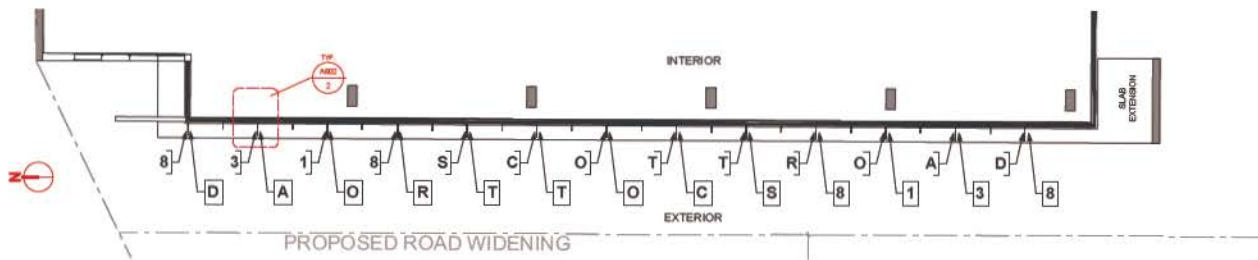 TYP
A602
2
INTERIOR
SLAB EXTENSION
8 3 1 8 S C O T T R O A D
D A O R T T O C S 8 1 3 8
N
EXTERIOR
PROPOSED ROAD WIDENING